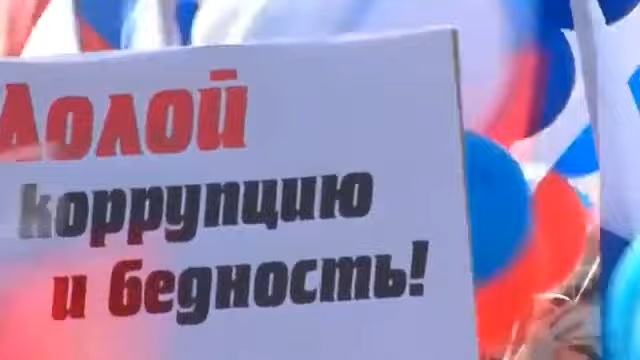 Долой
коррупцию
и бедность!